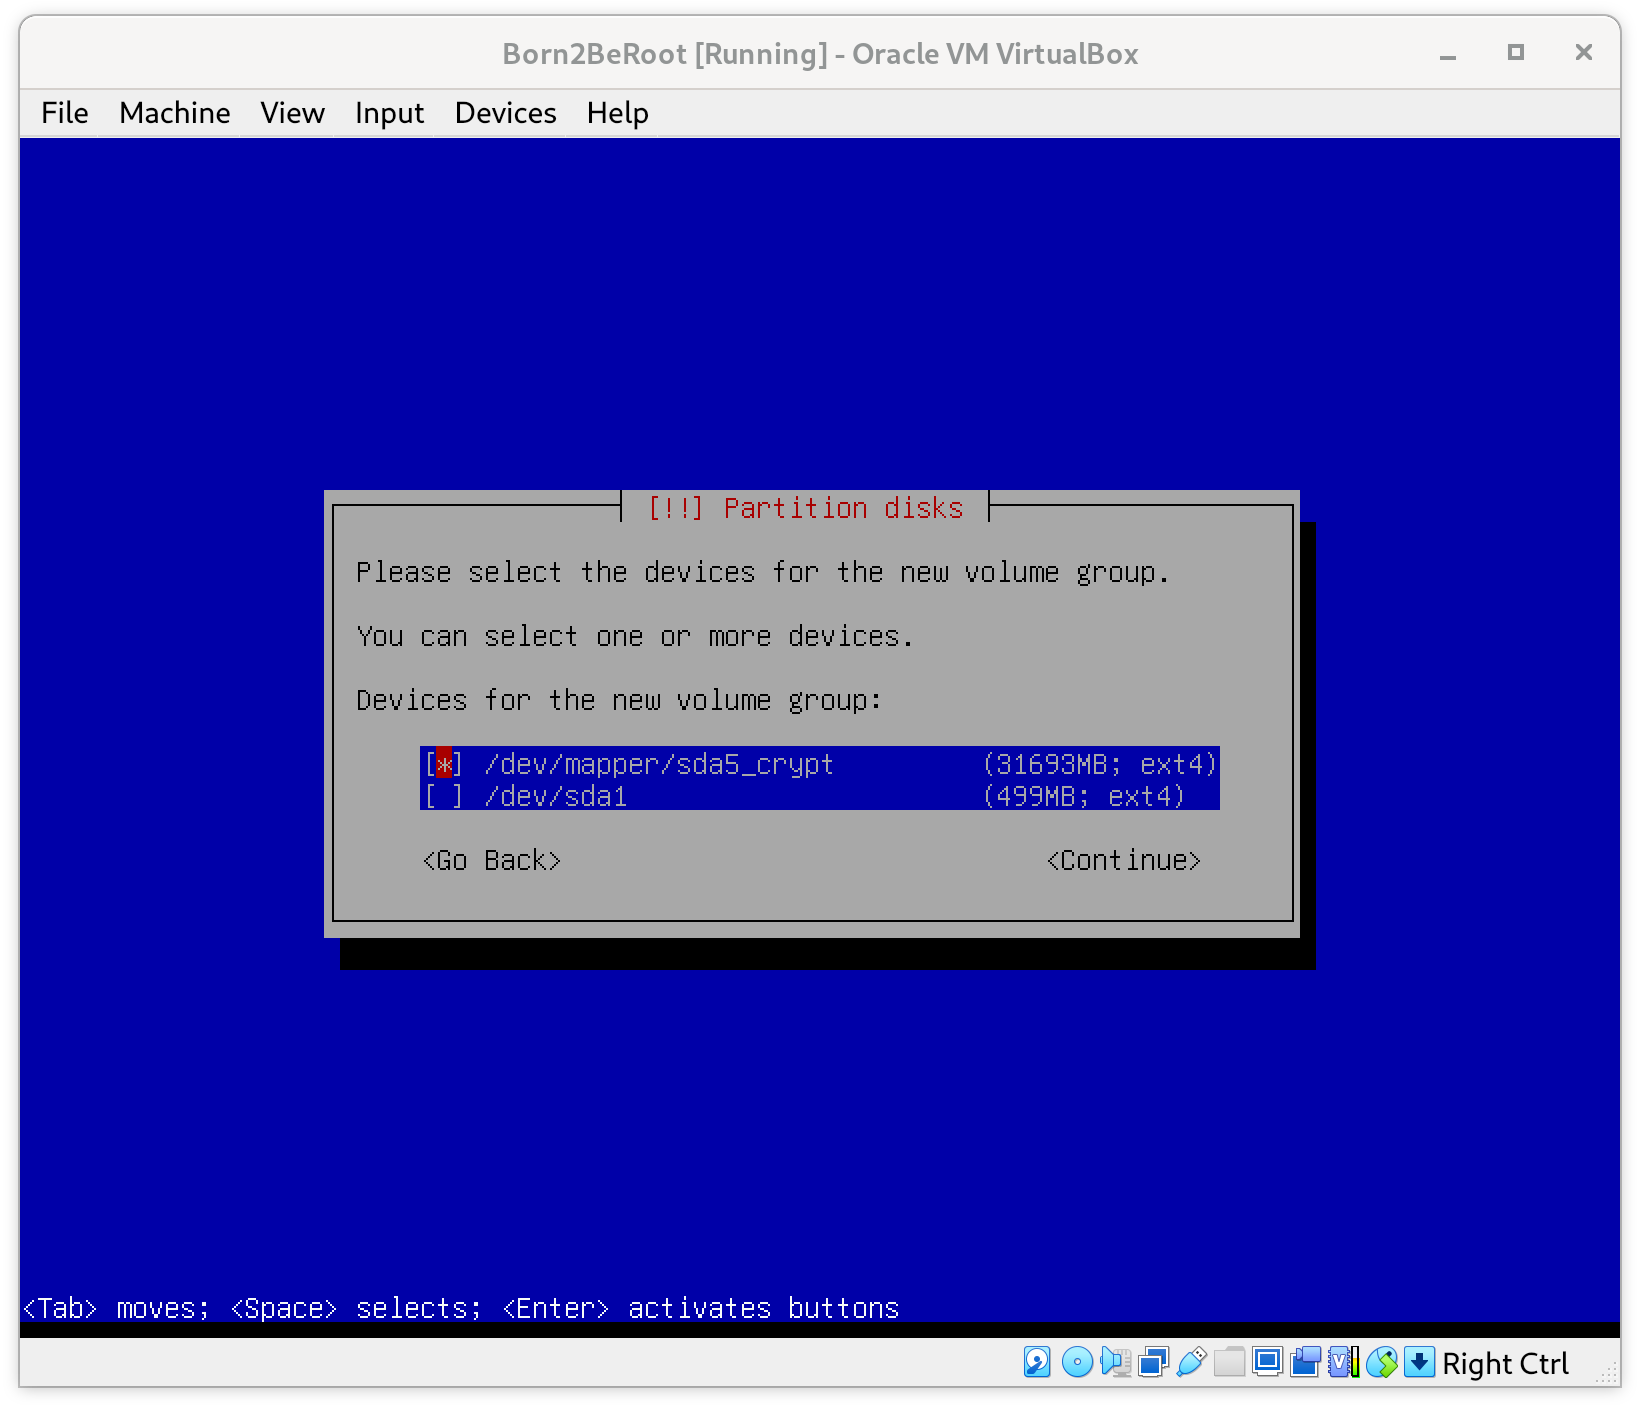 Born2BeRoot [Running] - Oracle VM VirtualBox
File Machine View Input Devices Help
[!!] Partition disks
Please select the devices for the new volume group.
You can select one or more devices.
Devices for the new volume group:
[*] /dev/mapper/sda5_crypt (31693MB; ext4)
[ ] /dev/sda1 (499MB; ext4)
<Go Back> <Continue>
<Tab> moves; <Space> selects; <Enter> activates buttons
Right Ctrl